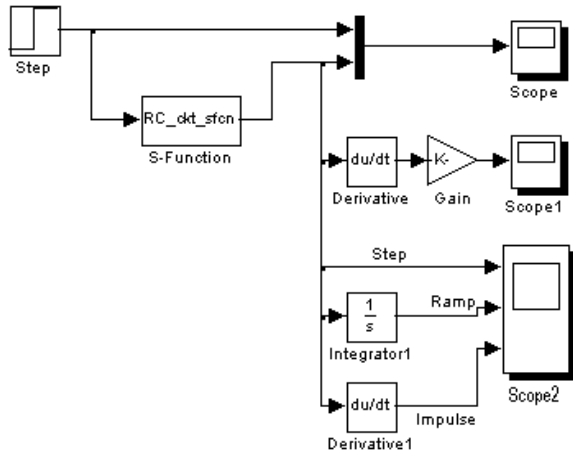 Step
RC_ckt_sfcn
S-Function
Scope
du/dt
K-
Derivative
Gain
Scope1
Step
1
s
Ramp
Integrator1
du/dt
Impulse
Derivative1
Scope2